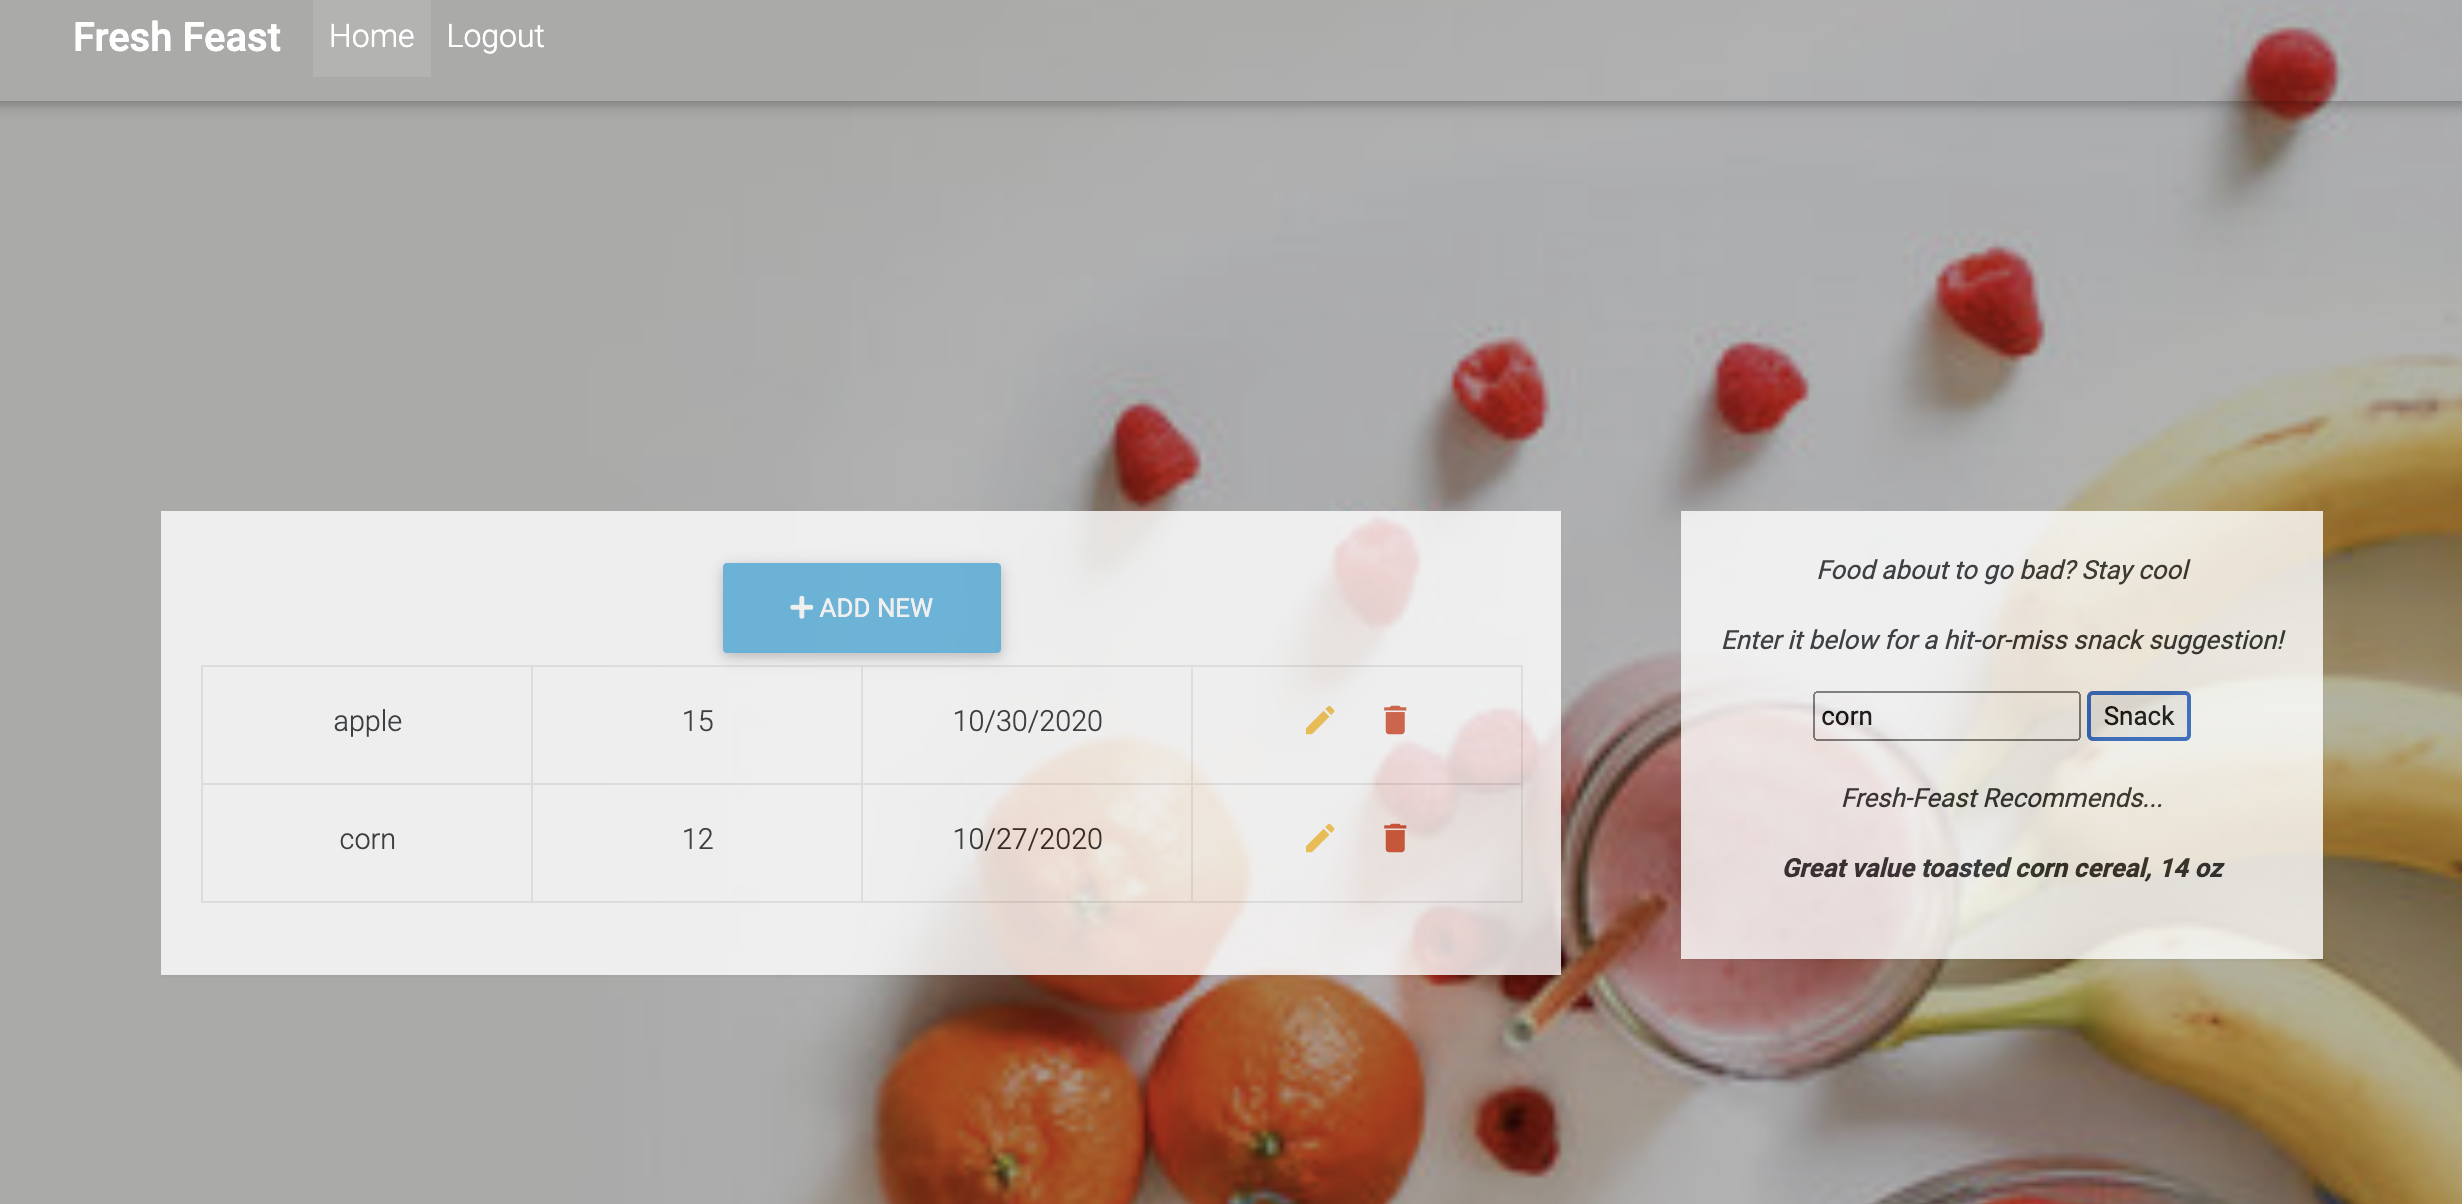 Fresh Feast Home Logout
ADD NEW
apple 15 10/30/2020
corn 12 10/27/2020
Food about to go bad? Stay cool
Enter it below for a hit-or-miss snack suggestion!
corn Snack
Fresh-Feast Recommends...
Great value toasted corn cereal, 14 oz